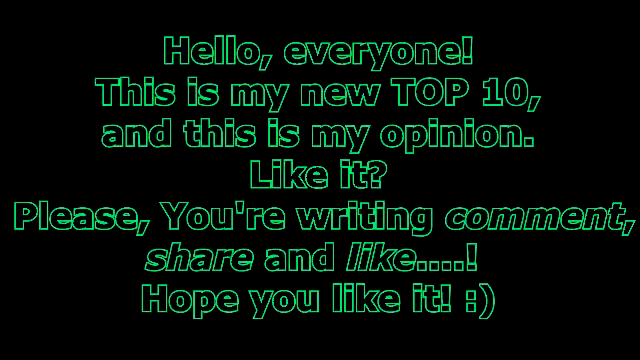 Hello, everyone!
This is my new TOP 10,
and this is my opinion.
Like it?
Please, You're writing comment,
share and like....!
Hope you like it! :)